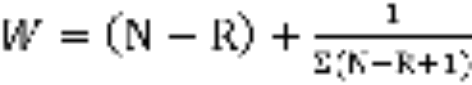 W = (N − R) + 1/Σ(N−R+1)